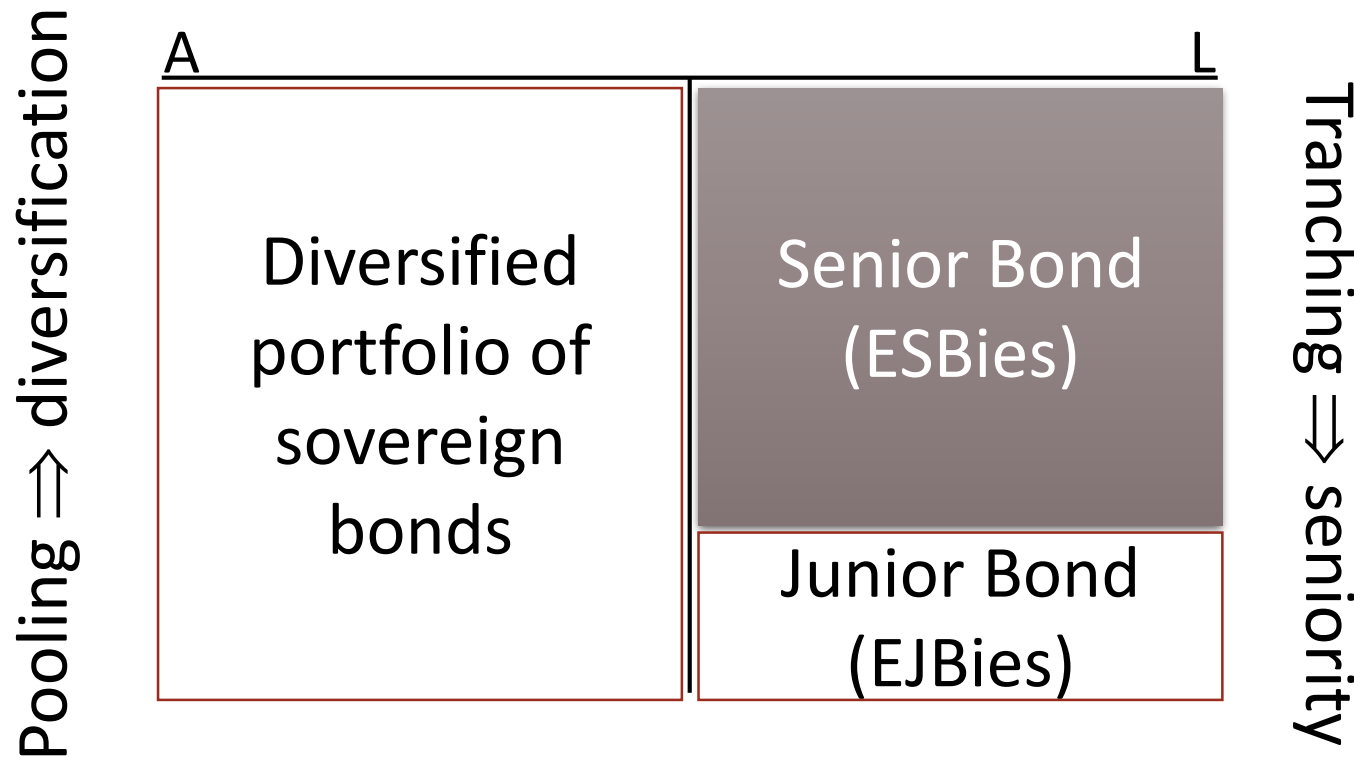 Pooling ⇒ diversification
A
L
Diversified
portfolio of
sovereign
bonds
Senior Bond
(ESBies)
Junior Bond
(EJBies)
Tranching ⇒ seniority